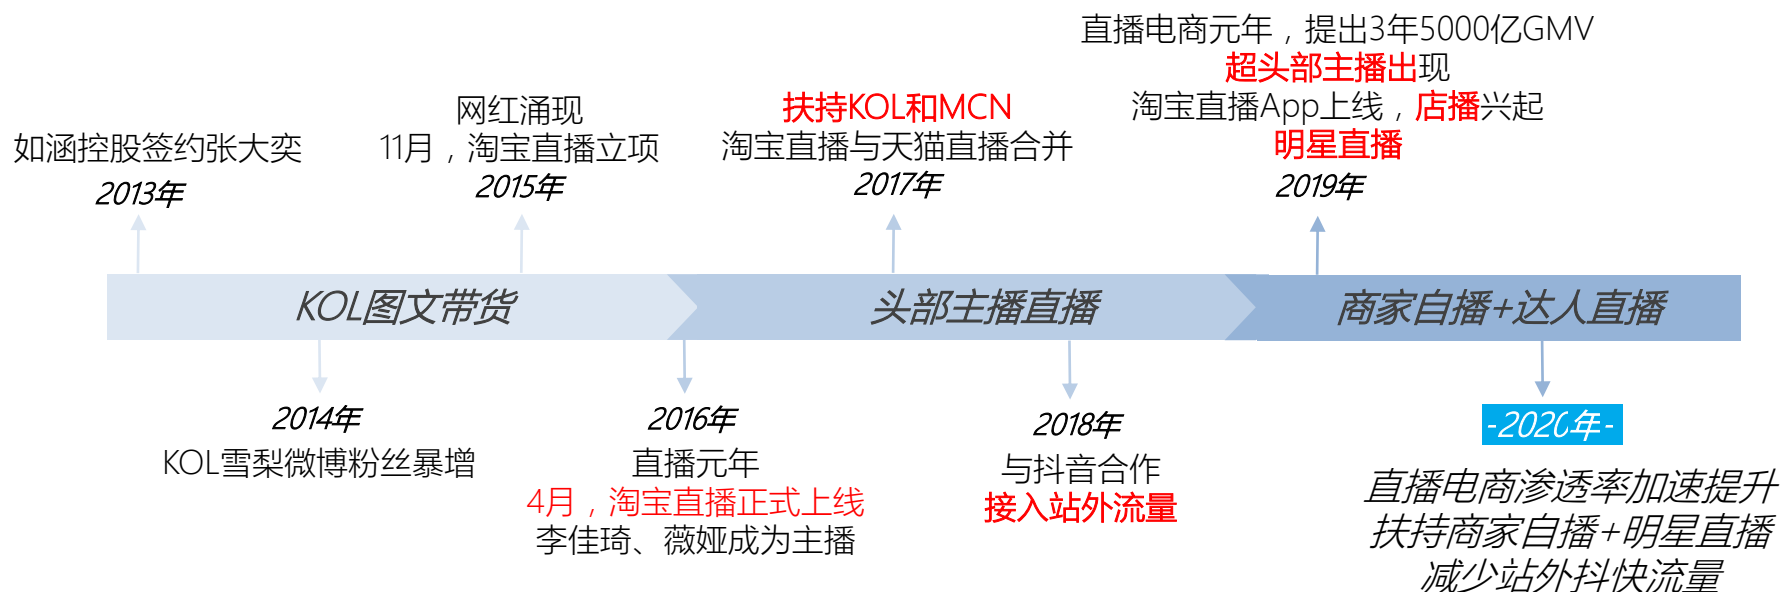 直播电商元年，提出3年5000亿GMV
超头部主播出现
淘宝直播App上线，店播兴起
明星直播
2019年
扶持KOL和MCN
淘宝直播与天猫直播合并
2017年
网红涌现
11月，淘宝直播立项
2015年
如涵控股签约张大奕
2013年
KOL图文带货
头部主播直播
商家自播+达人直播
2014年
KOL雪梨微博粉丝暴增
2016年
直播元年
4月，淘宝直播正式上线
李佳琦、薇娅成为主播
2018年
与抖音合作
接入站外流量
-2020年-
直播电商渗透率加速提升
扶持商家自播+明星直播
减少站外抖快流量